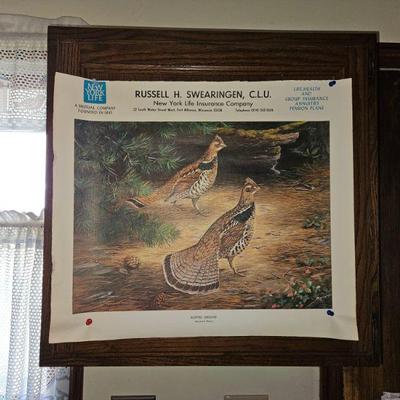 NEW
YORK
LIFE
A MUTUAL COMPANY
FOUNDED IN 1845
RUSSELL H. SWEARINGEN, C.L.U.
New York Life Insurance Company
LIFE, HEALTH
AND
GROUP INSURANCE
ANNUITIES
PENSION PLANS
RUFFED GROUSE